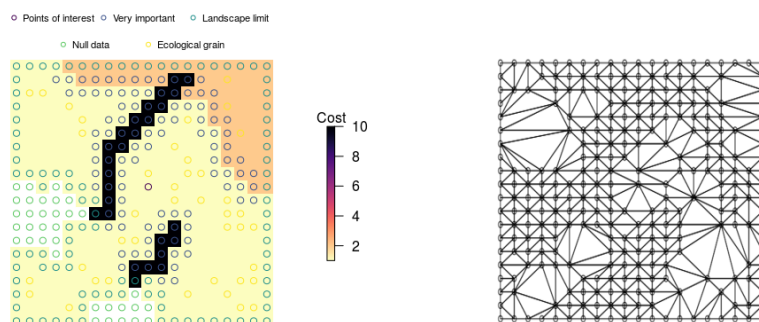 Points of interest Very important Landscape limit
Null data Ecological grain
Cost
10
8
6
4
2